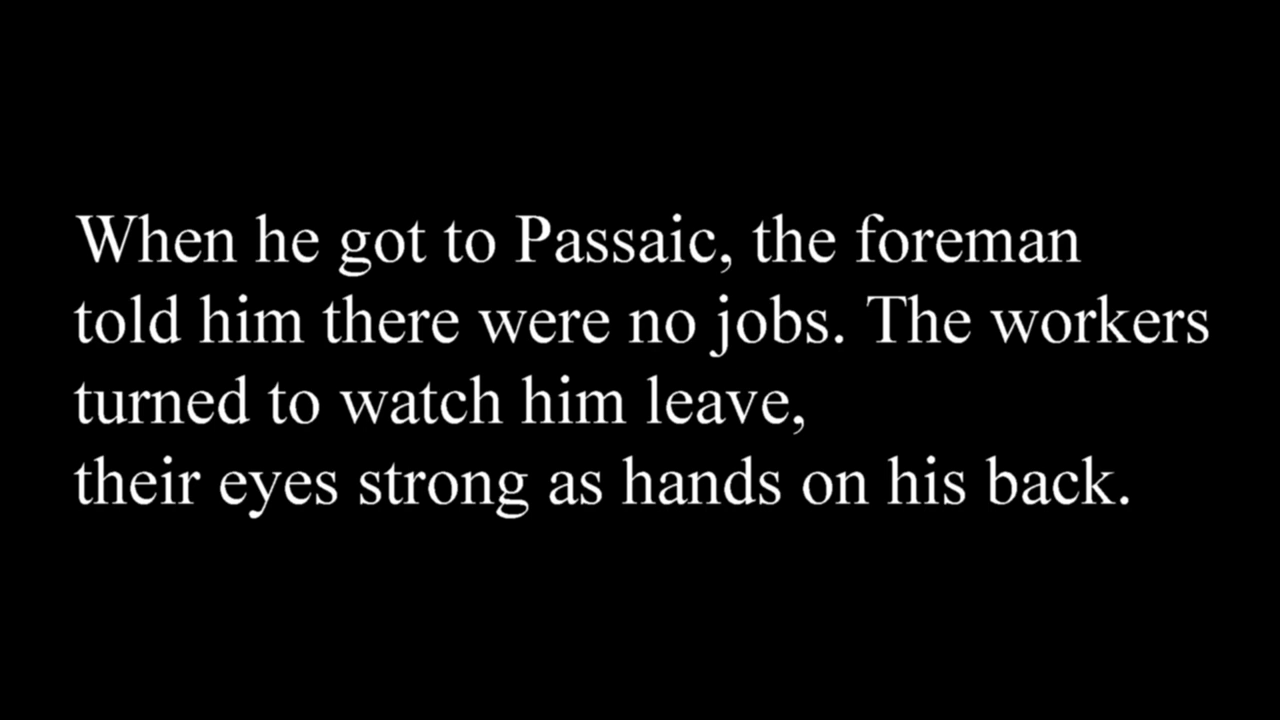 When he got to Passaic, the foreman
told him there were no jobs. The workers
turned to watch him leave,
their eyes strong as hands on his back.